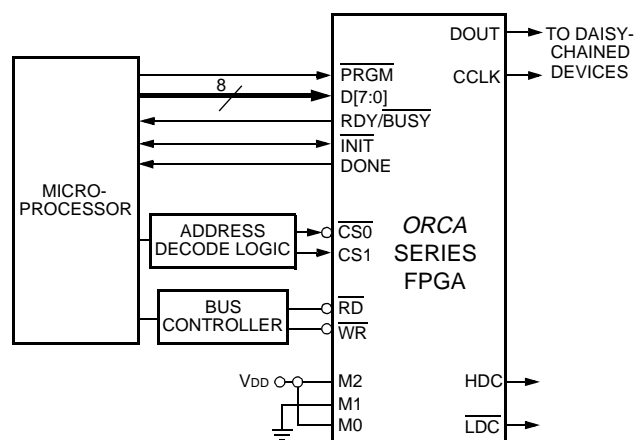 MICRO-
PROCESSOR
8
ADDRESS
DECODE LOGIC
BUS
CONTROLLER
VDD
PRGM
D[7:0]
RDY/BUSY
INIT
DONE
CS0
CS1
RD
WR
M2
M1
M0
ORCA
SERIES
FPGA
DOUT
CCLK
HDC
LDC
TO DAISY-
CHAINED
DEVICES